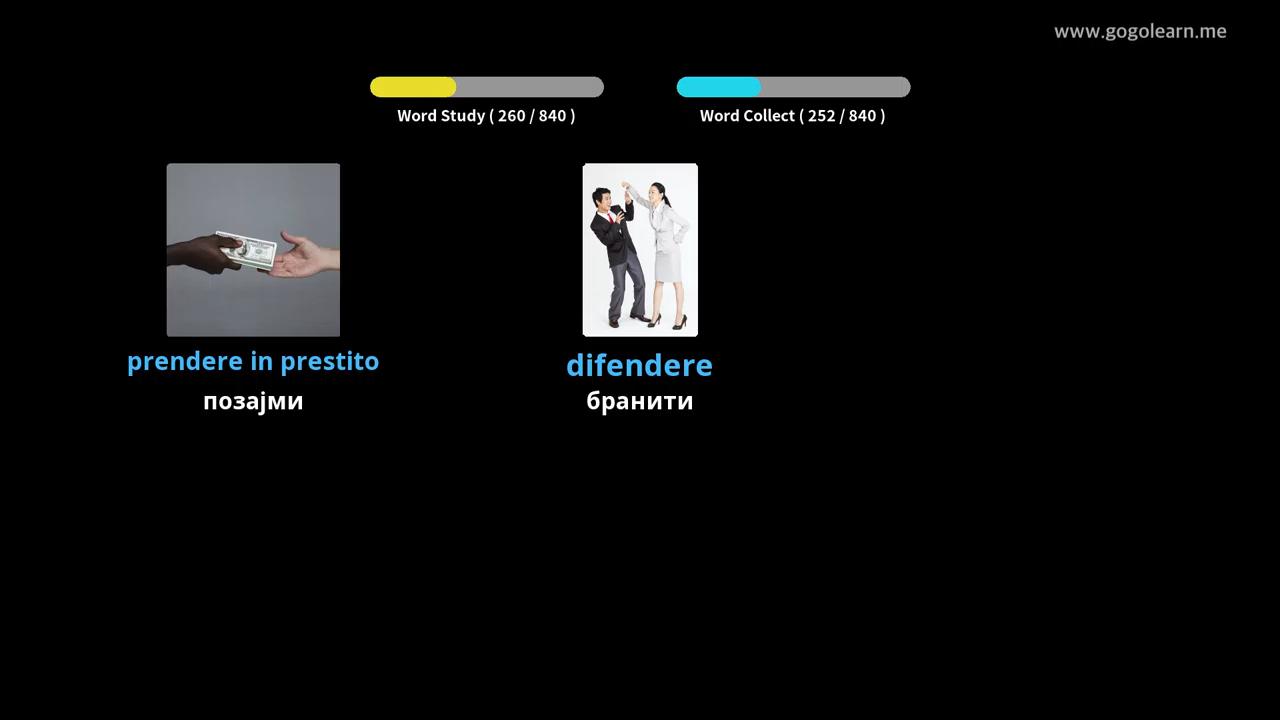 www.gogolearn.me
Word Study ( 260 / 840 )
Word Collect ( 252 / 840 )
prendere in prestito
позајми
difendere
бранити